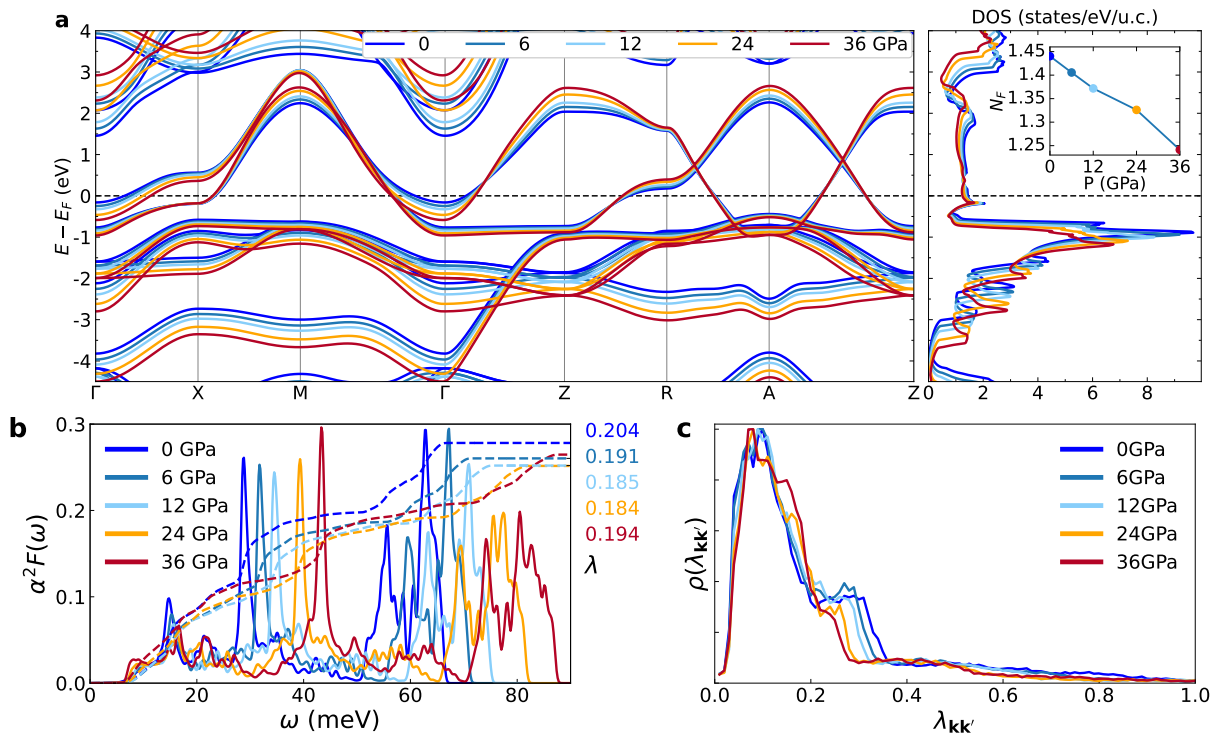 a
DOS (states/eV/u.c.)
0 6 12 24 36 GPa
4
3
2
1
0
-1
-2
-3
-4
E − E_F (eV)
Γ X M Γ Z R A Z
1.45
1.4
1.35
1.3
1.25
N_F
0 6 12 24 36
P (GPa)
0 2 4 6 8
b
0.3
0.2
0.1
0.0
α²F(ω)
0 GPa
6 GPa
12 GPa
24 GPa
36 GPa
0.204
0.191
0.185
0.184
0.194
λ
0 20 40 60 80
ω (meV)
c
ρ(λ_kk′)
0GPa
6GPa
12GPa
24GPa
36GPa
0.0 0.2 0.4 0.6 0.8 1.0
λ_kk′